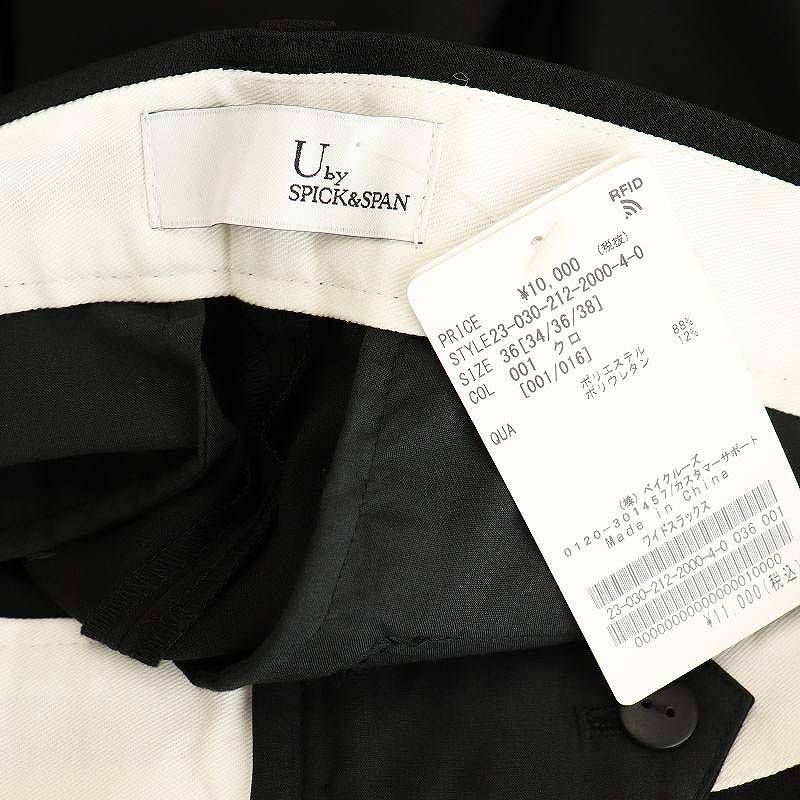 U by
SPICK&SPAN
RFID
PRICE ¥10,000 (税抜)
STYLE23-030-212-2000-4-0
SIZE 36[34/36/38]
COL 001 クロ
[001/016]
QUA ポリエステル 88%
ポリウレタン 12%
(株) ベイクルーズ
0120-301457/カスタマーサポート
Made in China
ワイドスラックス
23-030-212-2000-4-0 036 001
0000000000000010000
¥11,000(税込)